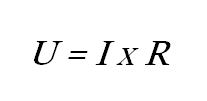 U = I x R